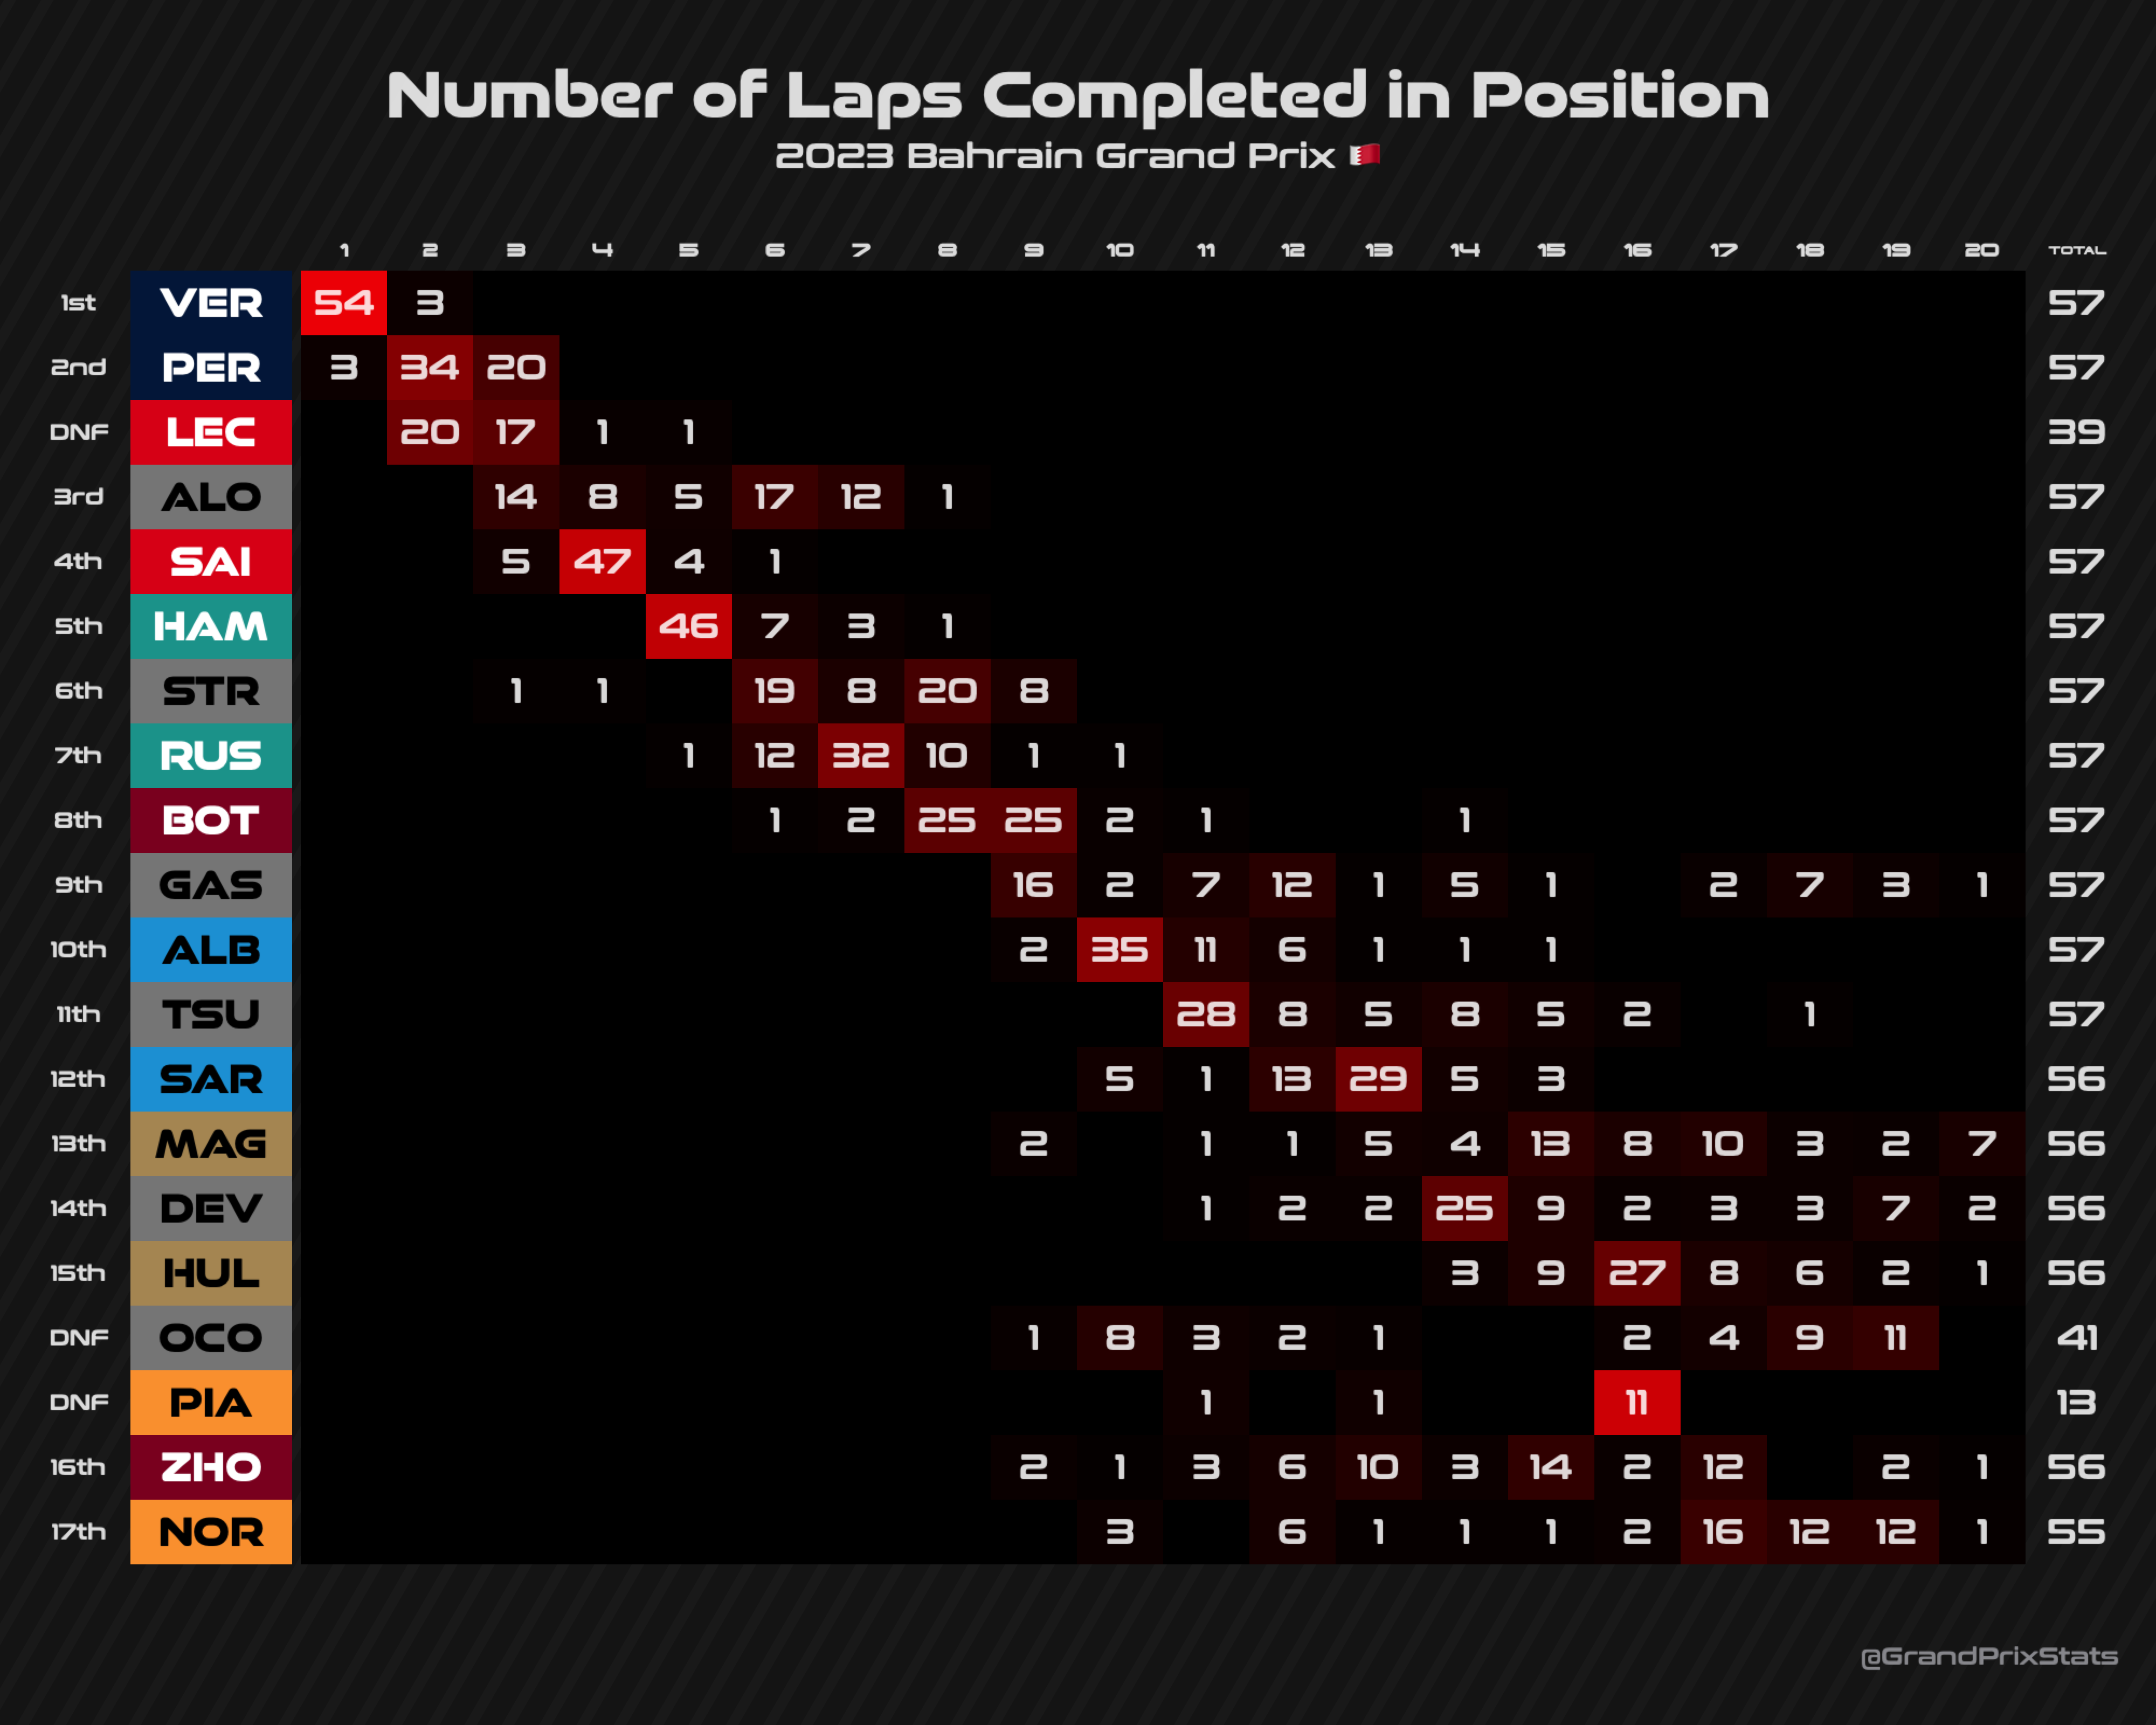 Number of Laps Completed in Position
2023 Bahrain Grand Prix
1 2 3 4 5 6 7 8 9 10 11 12 13 14 15 16 17 18 19 20 TOTAL
1st VER 54 3 57
2nd PER 3 34 20 57
DNF LEC 20 17 1 1 39
3rd ALO 14 8 5 17 12 1 57
4th SAI 5 47 4 1 57
5th HAM 46 7 3 1 57
6th STR 1 1 19 8 20 8 57
7th RUS 1 12 32 10 1 1 57
8th BOT 1 2 25 25 2 1 1 57
9th GAS 16 2 7 12 1 5 1 2 7 3 1 57
10th ALB 2 35 11 6 1 1 1 57
11th TSU 28 8 5 8 5 2 1 57
12th SAR 5 1 13 29 5 3 56
13th MAG 2 1 1 5 4 13 8 10 3 2 7 56
14th DEV 1 2 2 25 9 2 3 3 7 2 56
15th HUL 3 9 27 8 6 2 1 56
DNF OCO 1 8 3 2 1 2 4 9 11 41
DNF PIA 1 1 11 13
16th ZHO 2 1 3 6 10 3 14 2 12 2 1 56
17th NOR 3 6 1 1 1 2 16 12 12 1 55
@GrandPrixStats